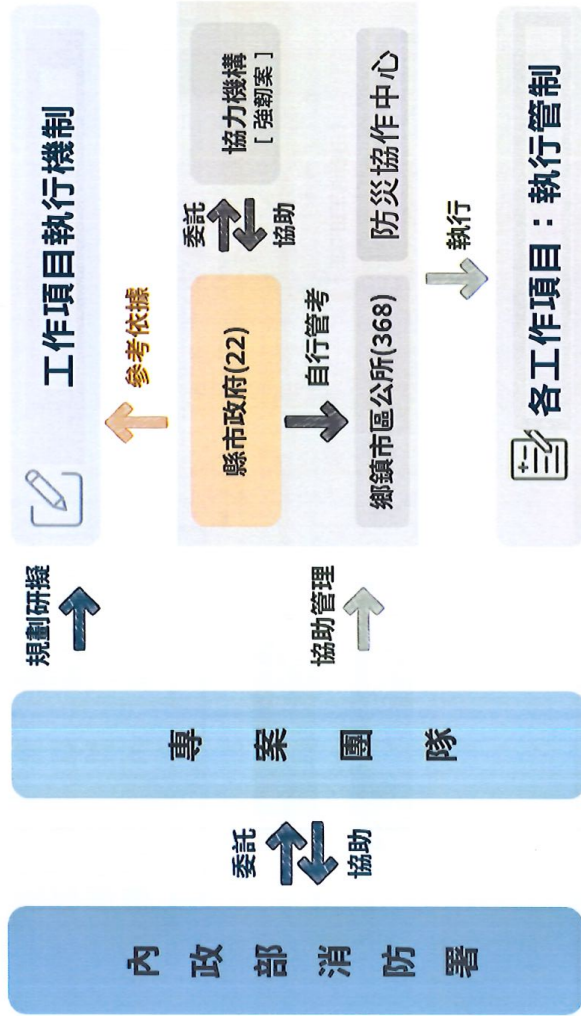 內政部消防署
委託
協助
專案團隊
規劃研擬
協助管理
工作項目執行機制
參考依據
縣市政府(22)
委託
協助
協力機構
[ 強韌案 ]
自行管考
鄉鎮市區公所(368)
防災協作中心
執行
各工作項目：執行管制